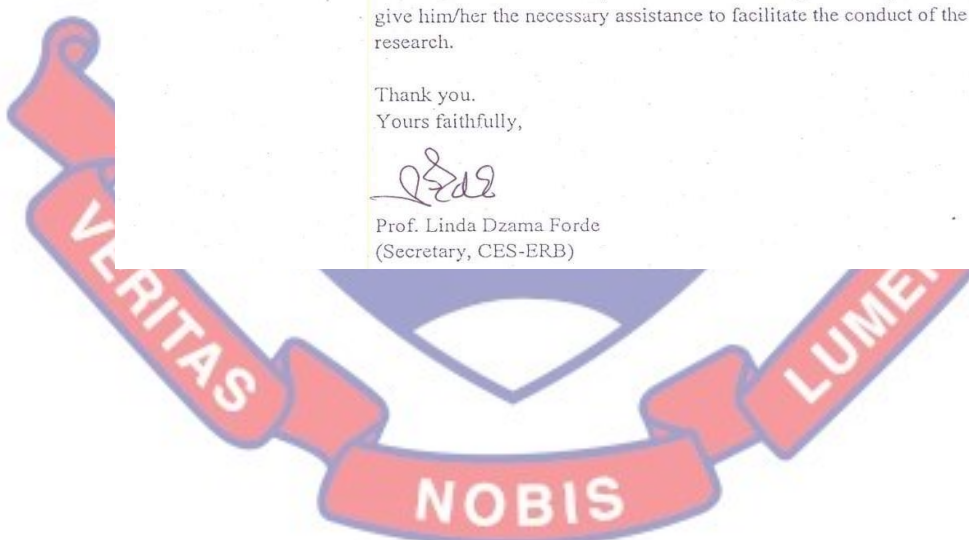 give him/her the necessary assistance to facilitate the conduct of the
research.
Thank you.
Yours faithfully,
Prof. Linda Dzama Forde
(Secretary, CES-ERB)
VERITAS
NOBIS